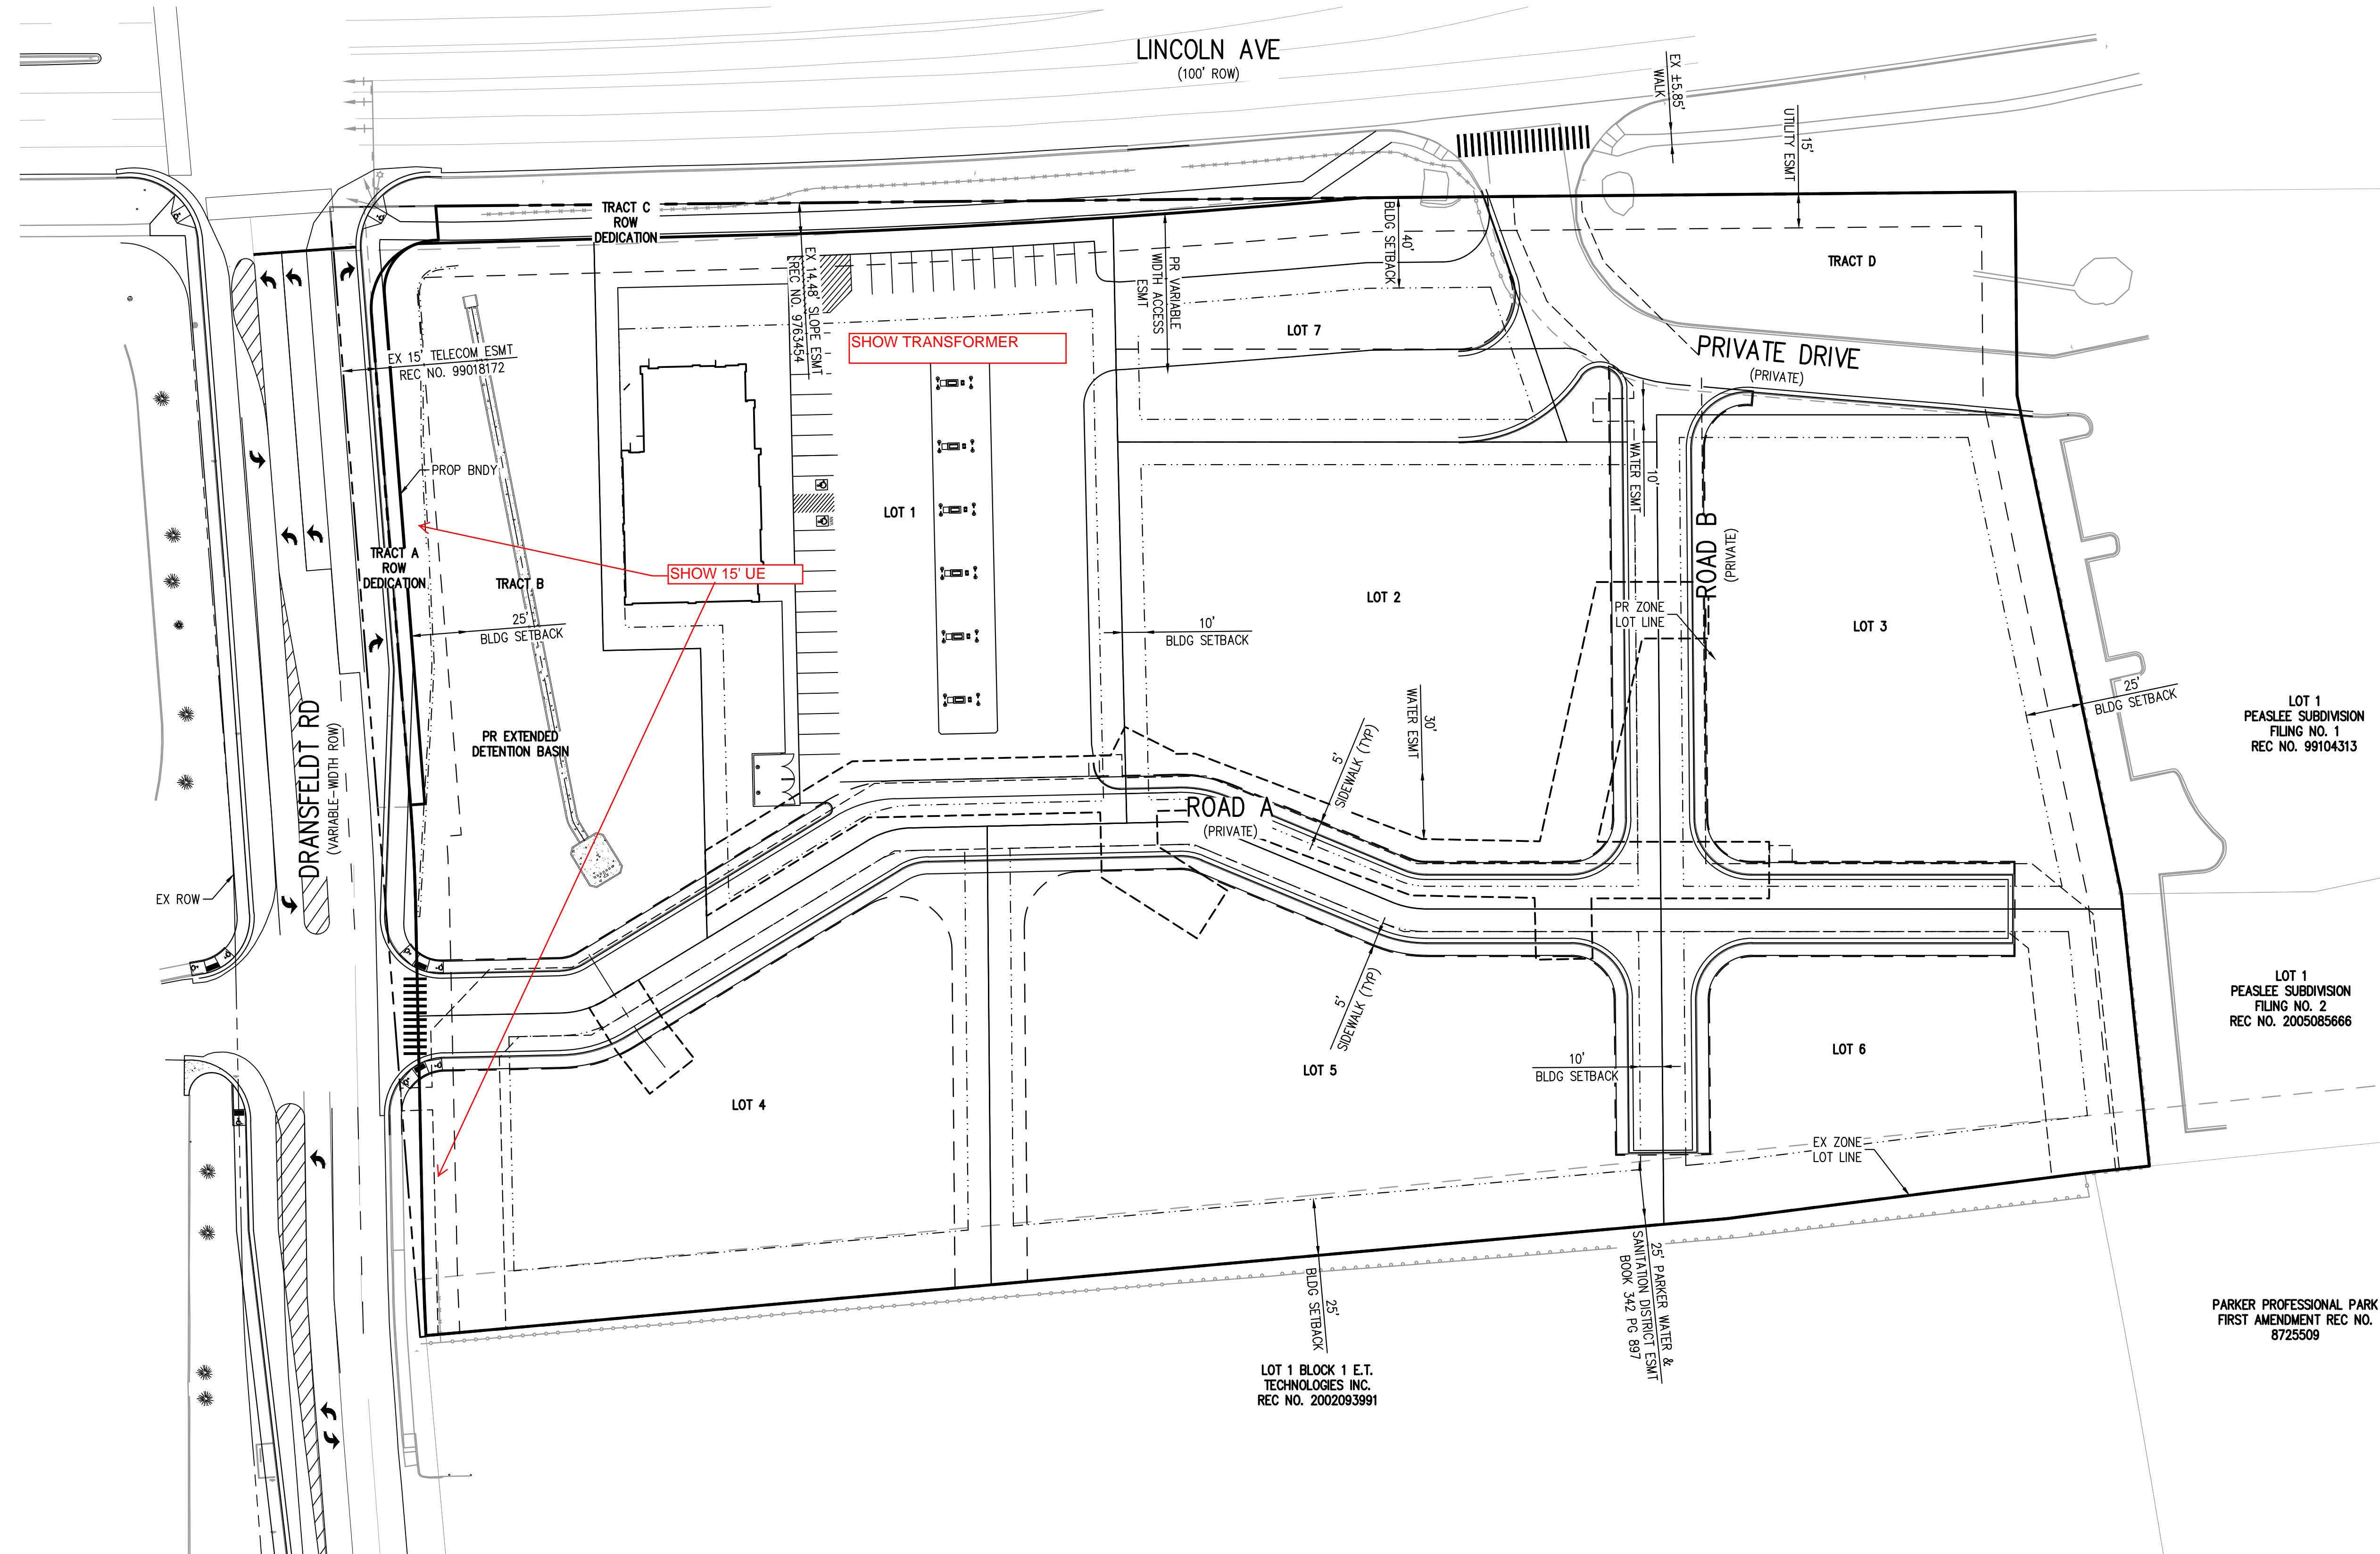 LINCOLN AVE
(100' ROW)
EX ±5.85'
WALK
15'
UTILITY ESMT
TRACT C
ROW
DEDICATION
40'
BLDG SETBACK
TRACT D
EX 14.48' SLOPE ESMT
REC NO. 9763454
PR VARIABLE
WIDTH ACCESS
ESMT
SHOW TRANSFORMER
LOT 7
PRIVATE DRIVE
(PRIVATE)
EX 15' TELECOM ESMT
REC NO. 99018172
PROP BNDY
10'
WATER ESMT
LOT 1
ROAD B
(PRIVATE)
TRACT A
ROW
DEDICATION
SHOW 15' UE
TRACT B
25'
BLDG SETBACK
LOT 2
PR ZONE
LOT LINE
LOT 3
10'
BLDG SETBACK
25'
BLDG SETBACK
LOT 1
PEASLEE SUBDIVISION
FILING NO. 1
REC NO. 99104313
30'
WATER ESMT
DRANSFELDT RD
(VARIABLE-WIDTH ROW)
PR EXTENDED
DETENTION BASIN
5'
SIDEWALK (TYP)
ROAD A
(PRIVATE)
EX ROW
5'
SIDEWALK (TYP)
LOT 1
PEASLEE SUBDIVISION
FILING NO. 2
REC NO. 2005085666
LOT 4
LOT 5
10'
BLDG SETBACK
LOT 6
EX ZONE
LOT LINE
25'
BLDG SETBACK
25' PARKER WATER &
SANITATION DISTRICT ESMT
BOOK 342 PG 897
PARKER PROFESSIONAL PARK
FIRST AMENDMENT REC NO.
8725509
LOT 1 BLOCK 1 E.T.
TECHNOLOGIES INC.
REC NO. 2002093991